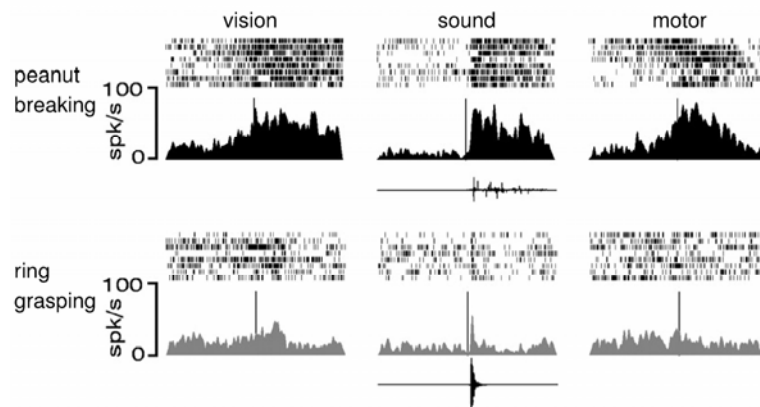 vision sound motor
peanut
breaking
100
spk/s
0
ring
grasping
100
spk/s
0